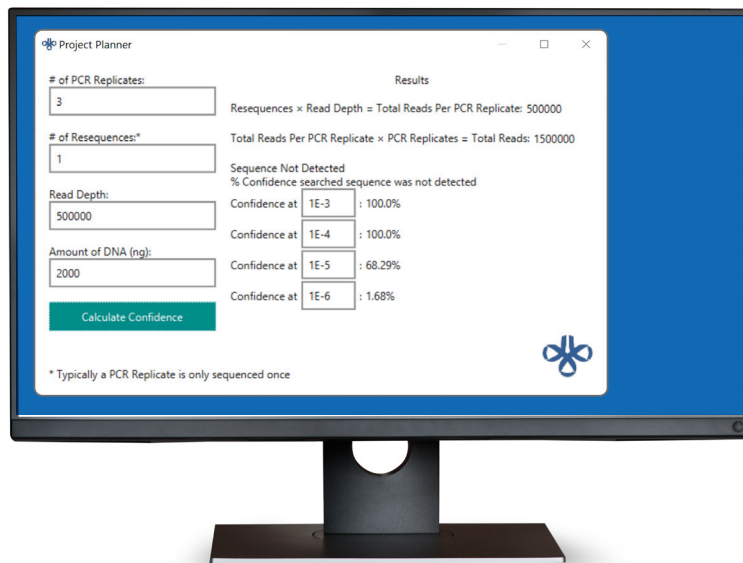 Project Planner
# of PCR Replicates:
3
# of Resequences:*
1
Read Depth:
500000
Amount of DNA (ng):
2000
Calculate Confidence
* Typically a PCR Replicate is only sequenced once
Results
Resequences × Read Depth = Total Reads Per PCR Replicate: 500000
Total Reads Per PCR Replicate × PCR Replicates = Total Reads: 1500000
Sequence Not Detected
% Confidence searched sequence was not detected
Confidence at 1E-3 : 100.0%
Confidence at 1E-4 : 100.0%
Confidence at 1E-5 : 68.29%
Confidence at 1E-6 : 1.68%